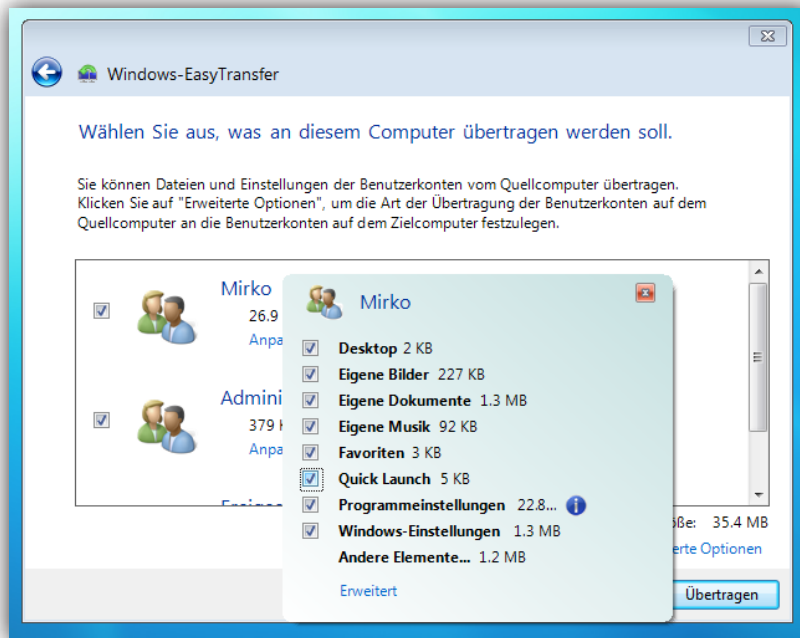 Windows-EasyTransfer
Wählen Sie aus, was an diesem Computer übertragen werden soll.
Sie können Dateien und Einstellungen der Benutzerkonten vom Quellcomputer übertragen.
Klicken Sie auf "Erweiterte Optionen", um die Art der Übertragung der Benutzerkonten auf dem
Quellcomputer an die Benutzerkonten auf dem Zielcomputer festzulegen.
Mirko
26.9
Anpa
Admini
379
Anpa
Mirko
Desktop 2 KB
Eigene Bilder 227 KB
Eigene Dokumente 1.3 MB
Eigene Musik 92 KB
Favoriten 3 KB
Quick Launch 5 KB
Programmeinstellungen 22.8...
Windows-Einstellungen 1.3 MB
Andere Elemente... 1.2 MB
Erweitert
öße: 35.4 MB
erte Optionen
Übertragen